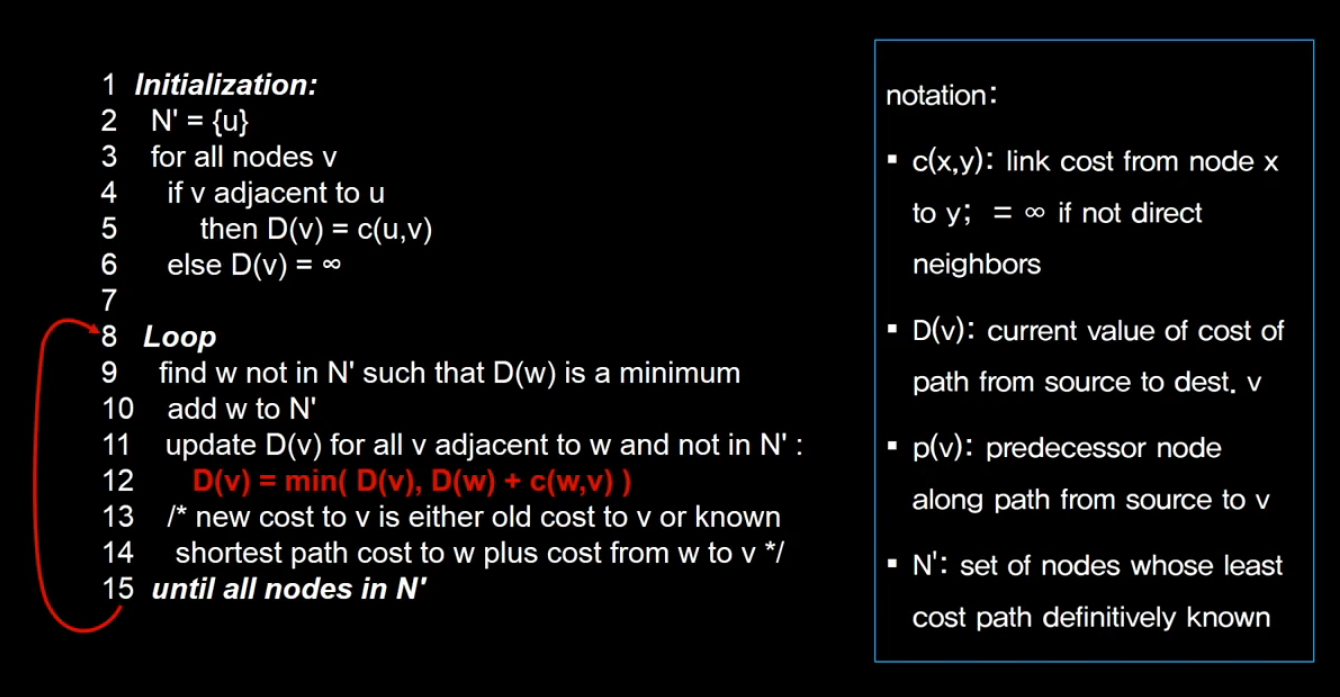 1 Initialization:
2 N' = {u}
3 for all nodes v
4 if v adjacent to u
5 then D(v) = c(u,v)
6 else D(v) = ∞
7
8 Loop
9 find w not in N' such that D(w) is a minimum
10 add w to N'
11 update D(v) for all v adjacent to w and not in N' :
12 D(v) = min( D(v), D(w) + c(w,v) )
13 /* new cost to v is either old cost to v or known
14 shortest path cost to w plus cost from w to v */
15 until all nodes in N'
notation:
▪ c(x,y): link cost from node x
to y; = ∞ if not direct
neighbors
▪ D(v): current value of cost of
path from source to dest. v
▪ p(v): predecessor node
along path from source to v
▪ N': set of nodes whose least
cost path definitively known